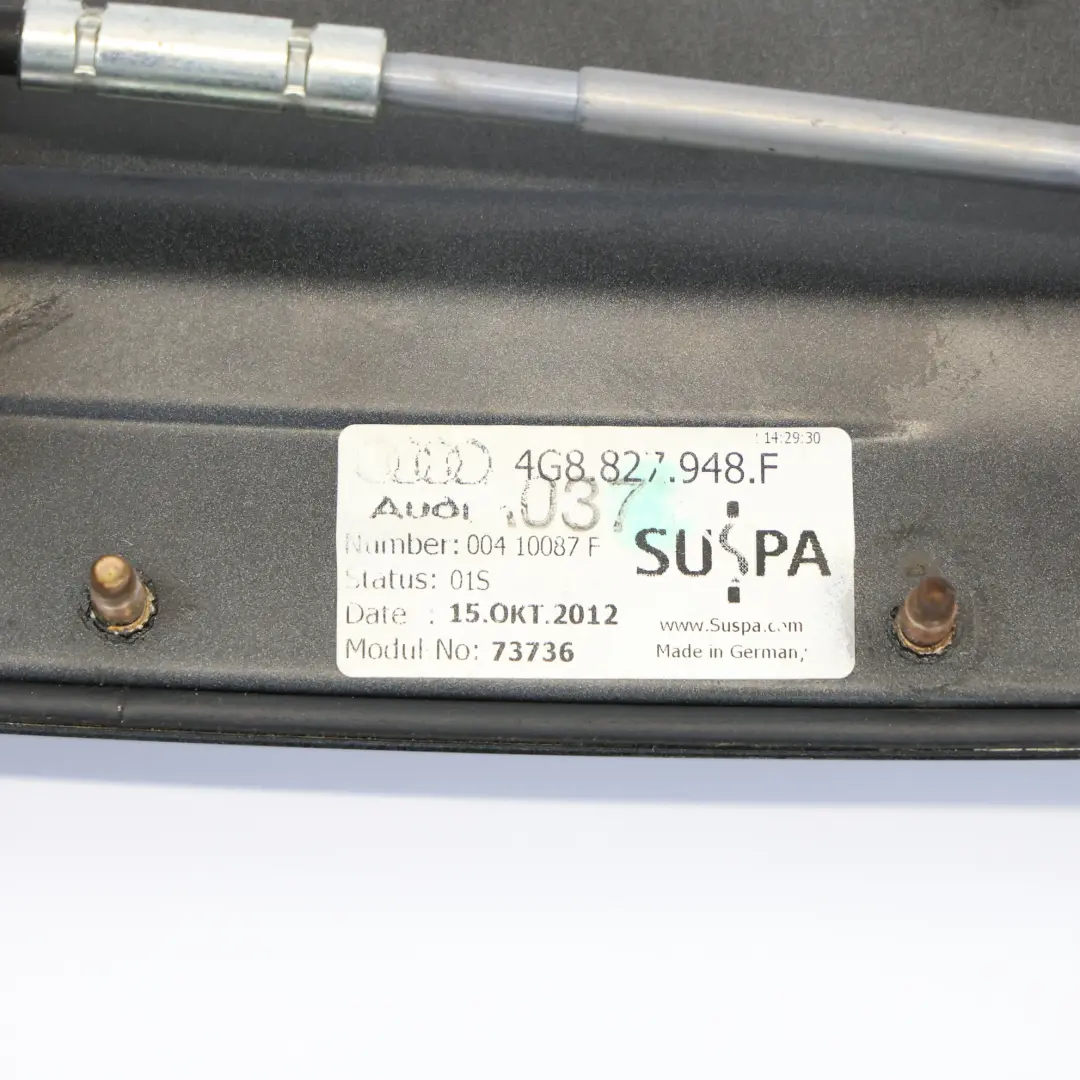 14:29:30
4G8.827.948.F
Audi .037
SUSPA
Number: 004 10087 F
Status: 01S
Date : 15.OKT.2012
www.Suspa.com
Modul No: 73736
Made in Germany